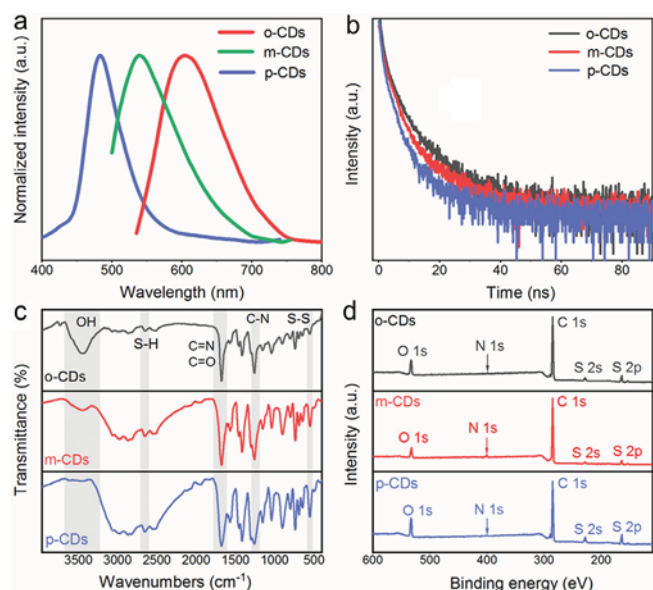 a
o-CDs
m-CDs
p-CDs
Normalized intensity (a.u.)
400 500 600 700 800
Wavelength (nm)
b
o-CDs
m-CDs
p-CDs
Intensity (a.u.)
0 20 40 60 80
Time (ns)
c
OH
S-H
C=N
C=O
C-N
S-S
o-CDs
m-CDs
p-CDs
Transmittance (%)
3500 3000 2500 2000 1500 1000 500
Wavenumbers (cm⁻¹)
d
o-CDs
O 1s
N 1s
C 1s
S 2s
S 2p
m-CDs
O 1s
N 1s
C 1s
S 2s
S 2p
p-CDs
O 1s
N 1s
C 1s
S 2s
S 2p
Intensity (a.u.)
600 500 400 300 200
Binding energy (eV)